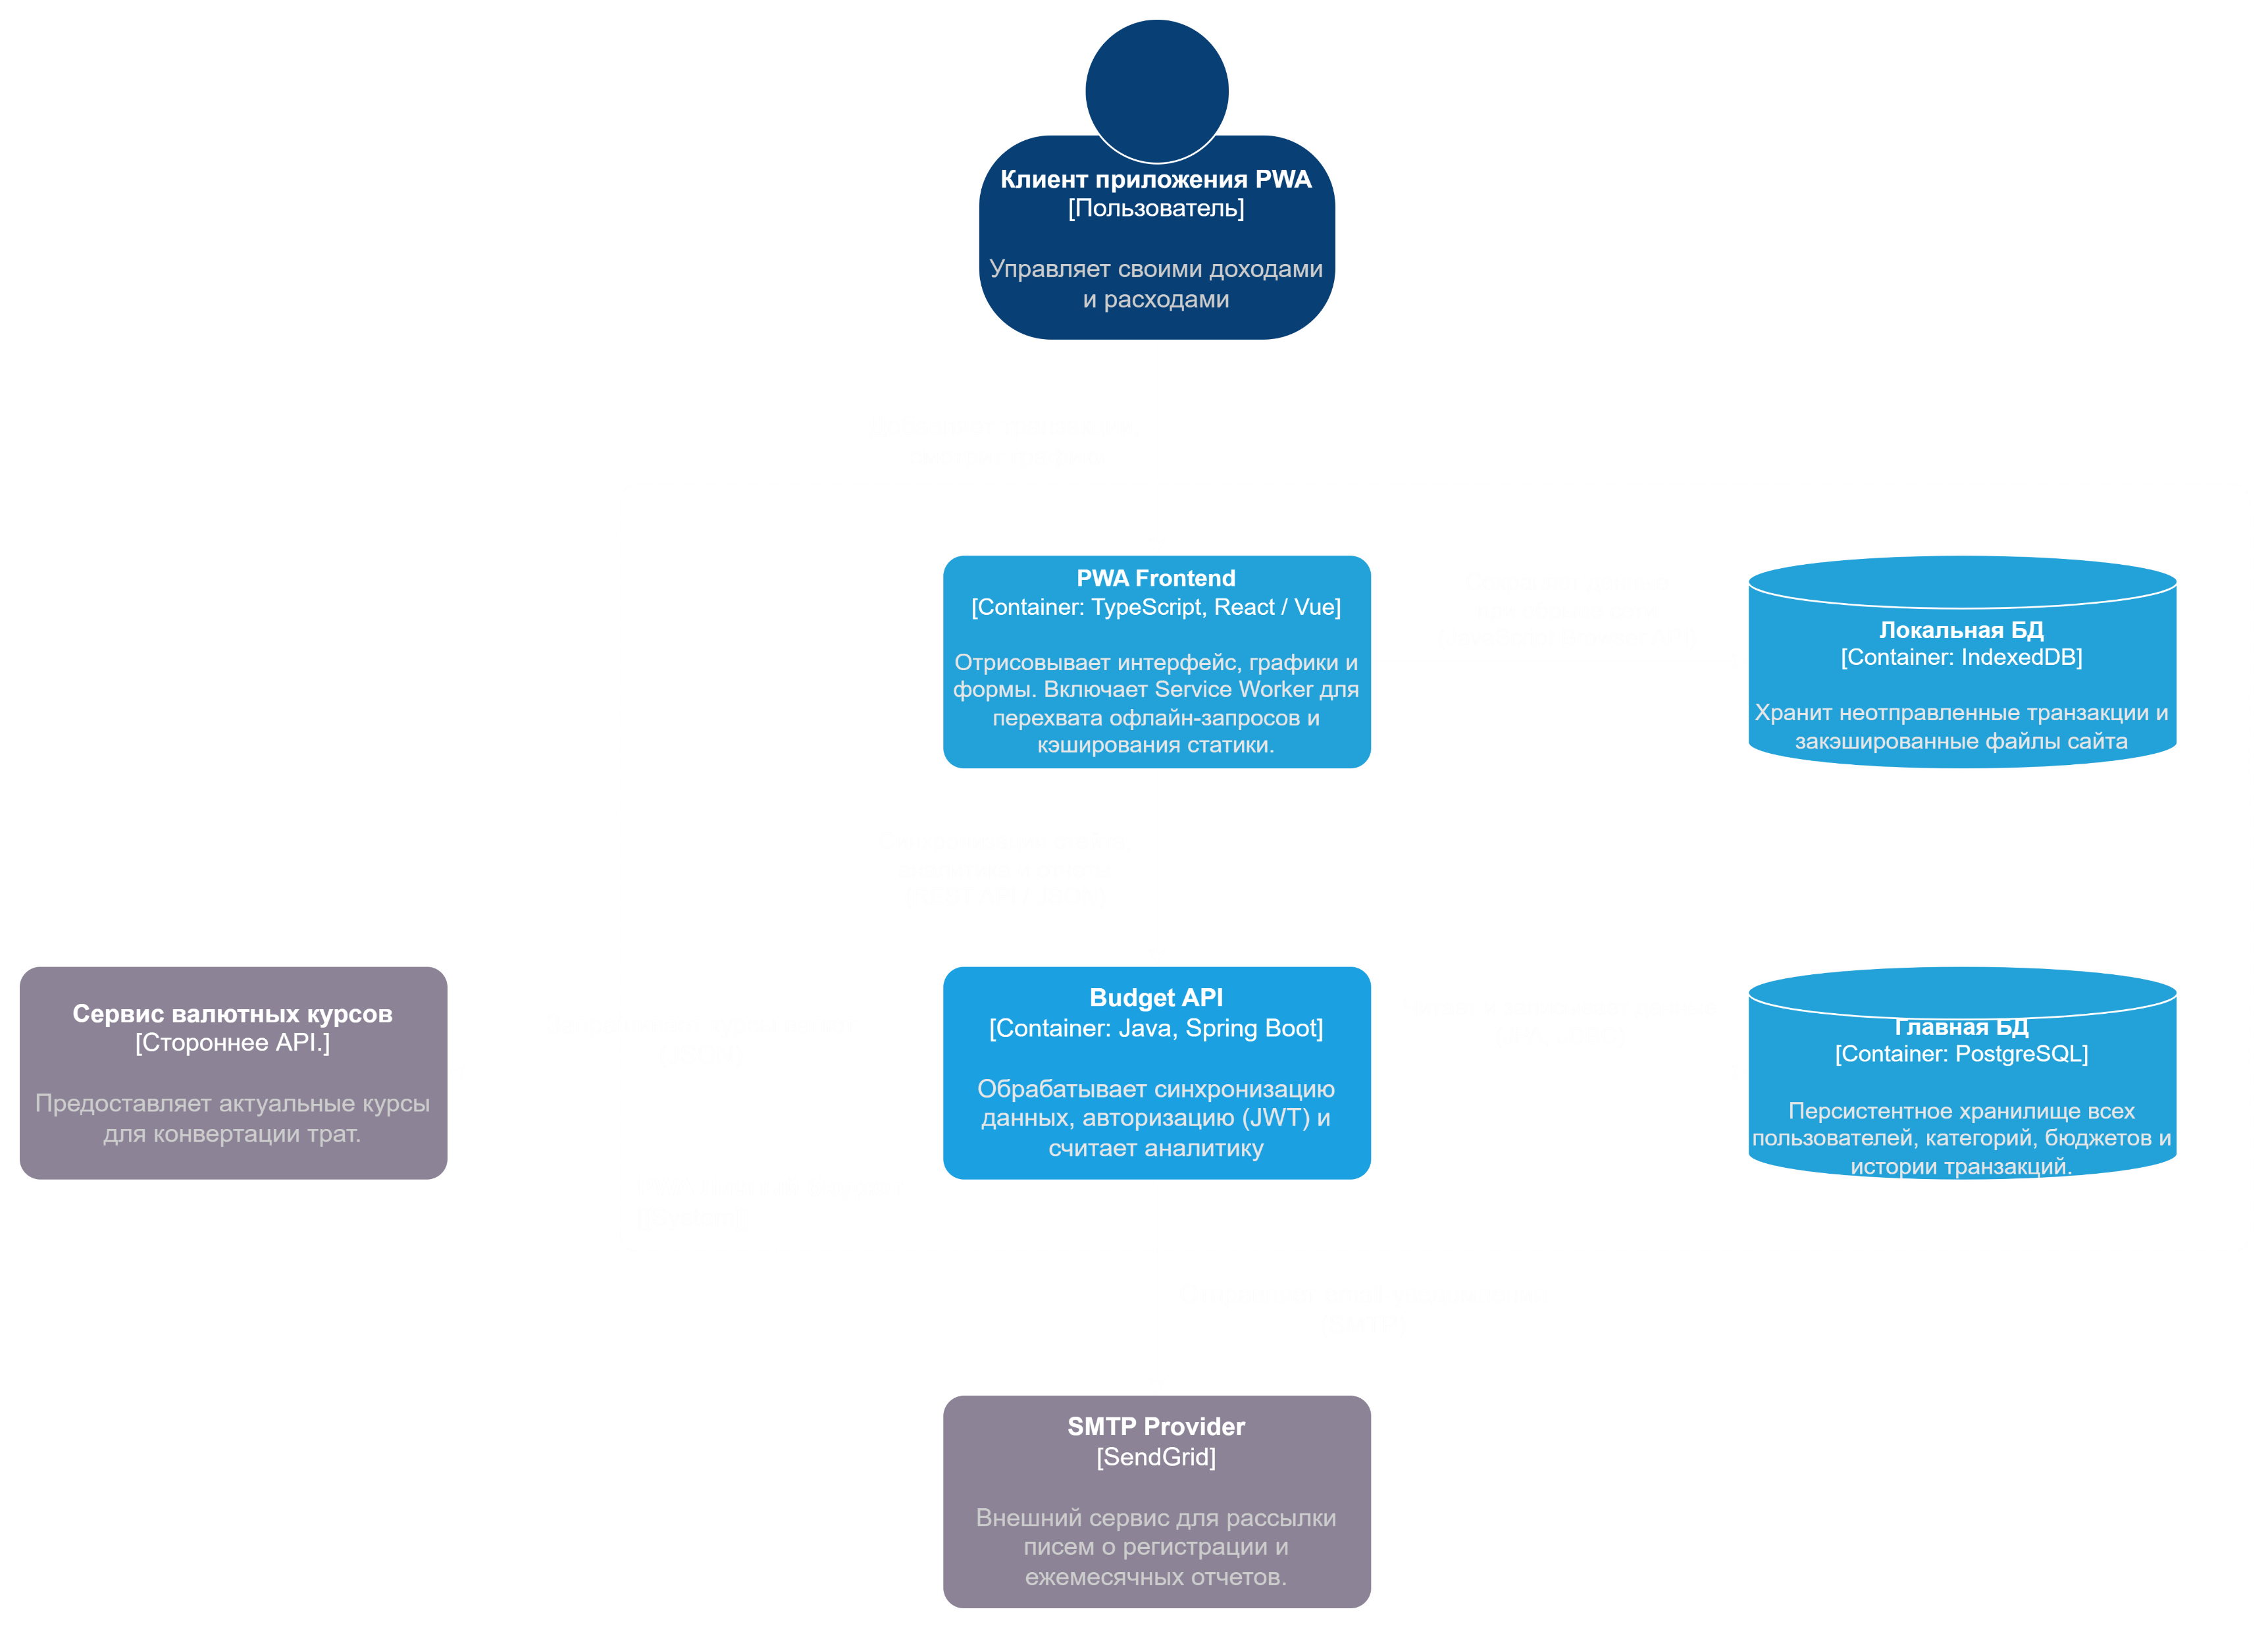 Клиент приложения PWA
[Пользователь]
Управляет своими доходами
и расходами
PWA Frontend
[Container: TypeScript, React / Vue]
Отрисовывает интерфейс, графики и
формы. Включает Service Worker для
перехвата офлайн-запросов и
кэширования статики.
Локальная БД
[Container: IndexedDB]
Хранит неотправленные транзакции и
закэшированные файлы сайта
Сервис валютных курсов
[Стороннее API.]
Предоставляет актуальные курсы
для конвертации трат.
Budget API
[Container: Java, Spring Boot]
Обрабатывает синхронизацию
данных, авторизацию (JWT) и
считает аналитику
Главная БД
[Container: PostgreSQL]
Персистентное хранилище всех
пользователей, категорий, бюджетов и
истории транзакций.
SMTP Provider
[SendGrid]
Внешний сервис для рассылки
писем о регистрации и
ежемесячных отчетов.